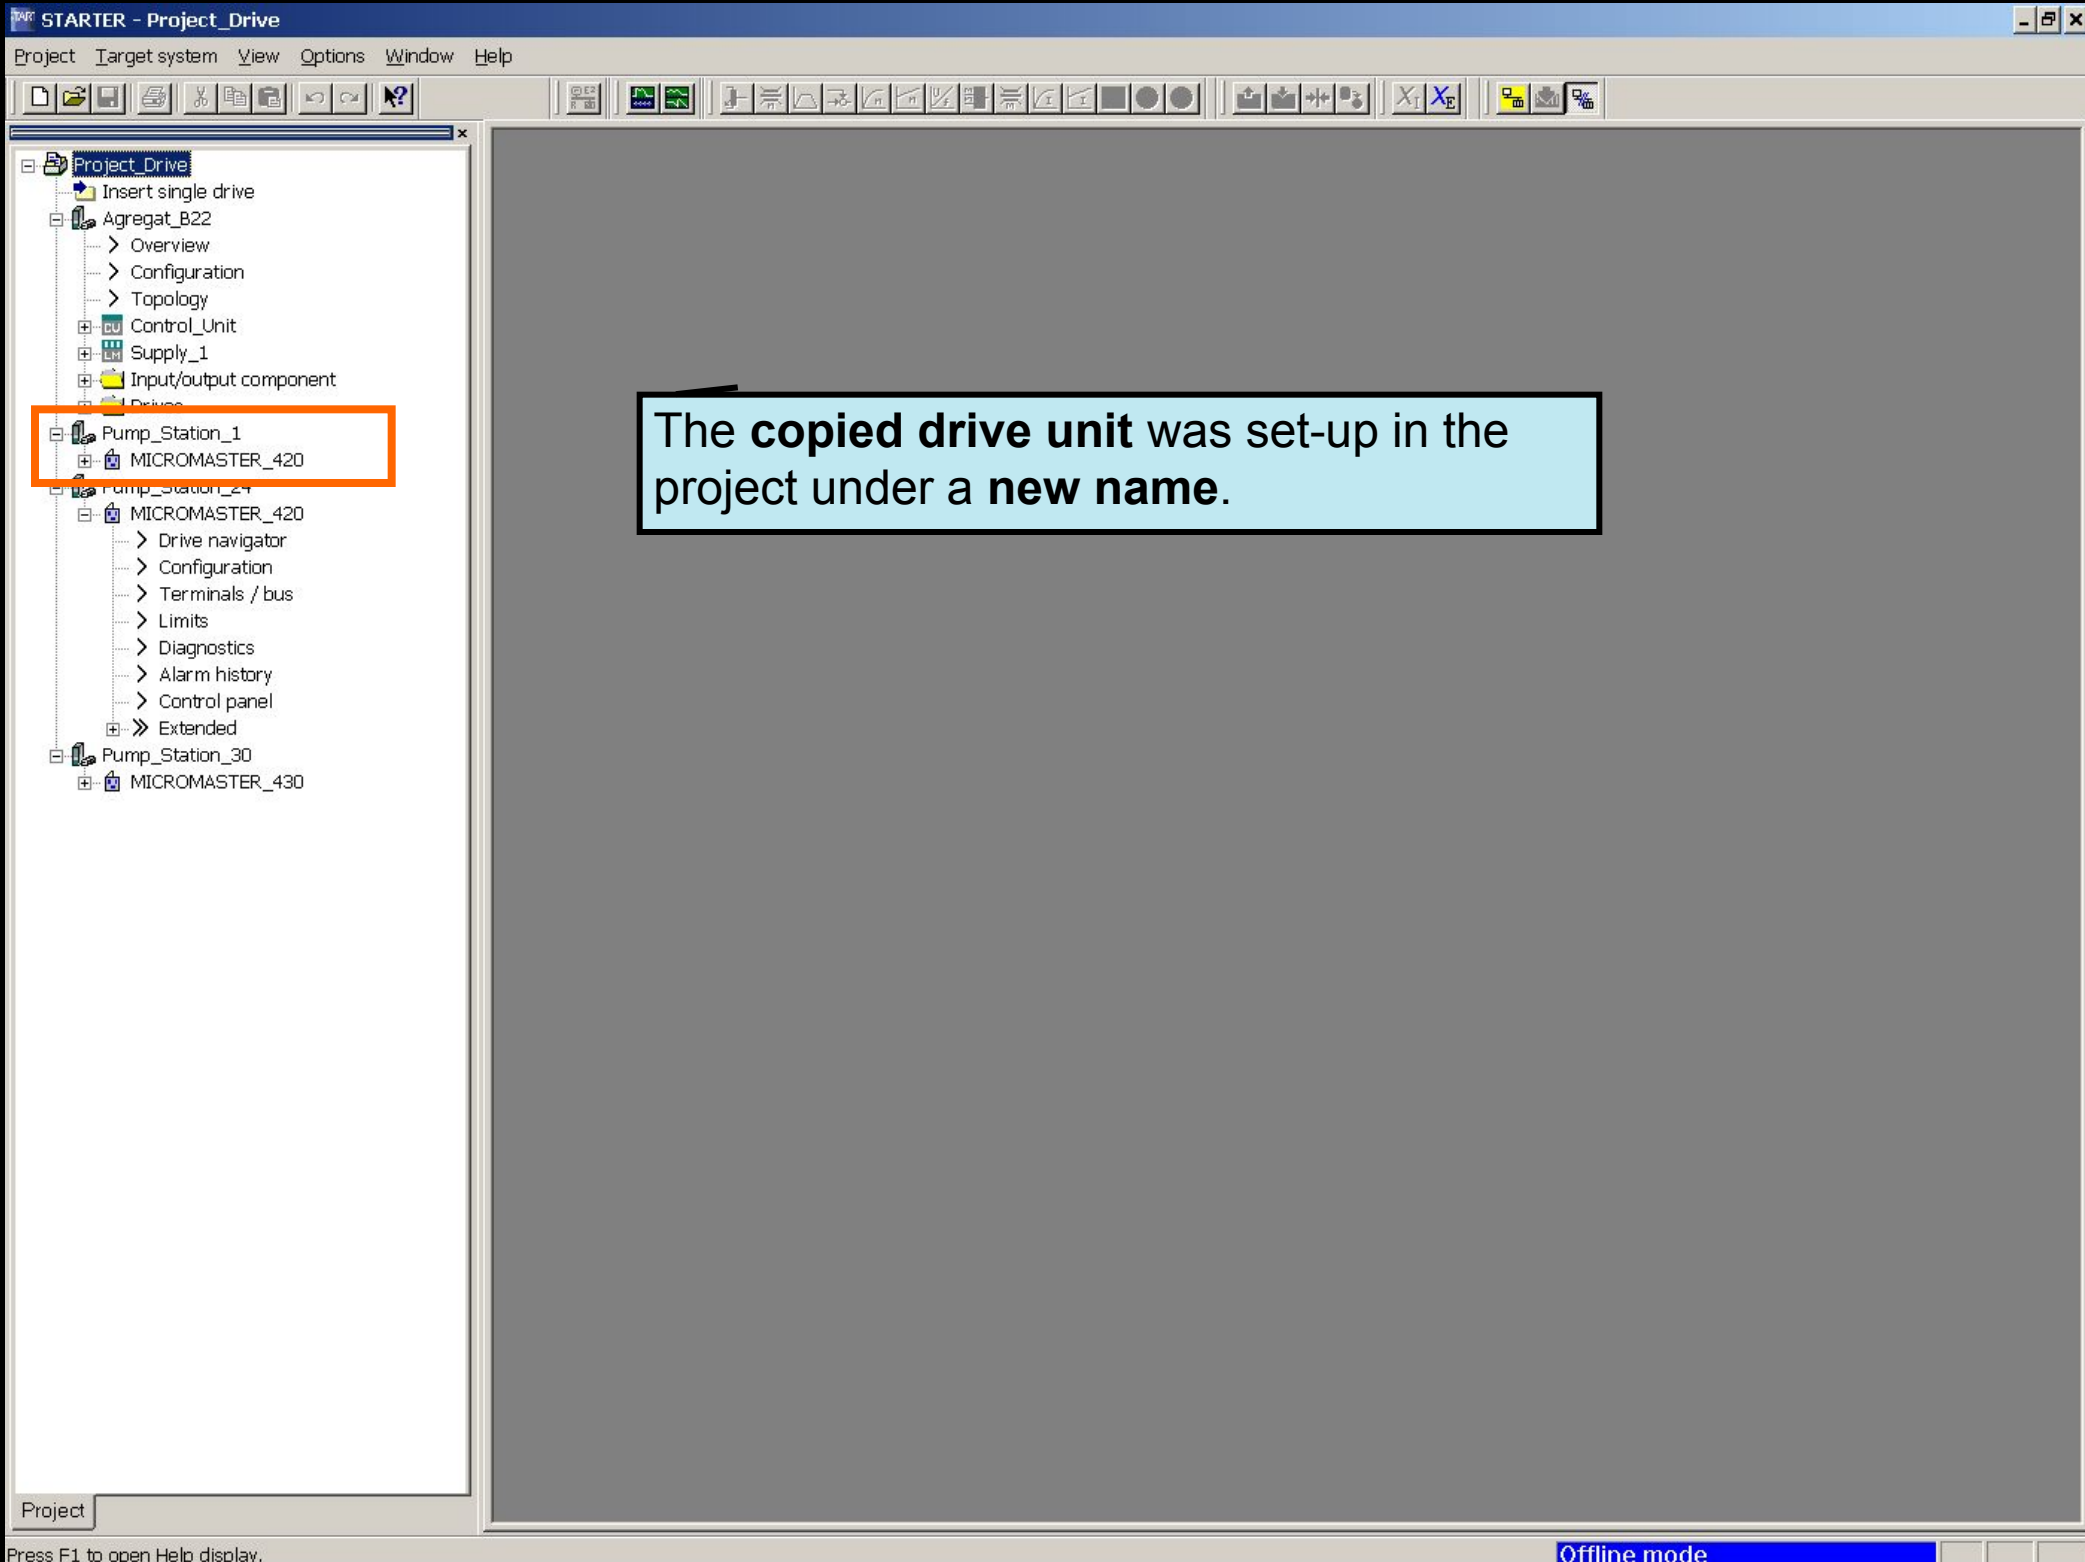 STARTER - Project_Drive
Project Target system View Options Window Help
Project_Drive
Insert single drive
Agregat_B22
Overview
Configuration
Topology
Control_Unit
Supply_1
Input/output component
Drives
Pump_Station_1
MICROMASTER_420
Pump_Station_24
MICROMASTER_420
Drive navigator
Configuration
Terminals / bus
Limits
Diagnostics
Alarm history
Control panel
Extended
Pump_Station_30
MICROMASTER_430
The copied drive unit was set-up in the
project under a new name.
Project
Press F1 to open Help display.
Offline mode